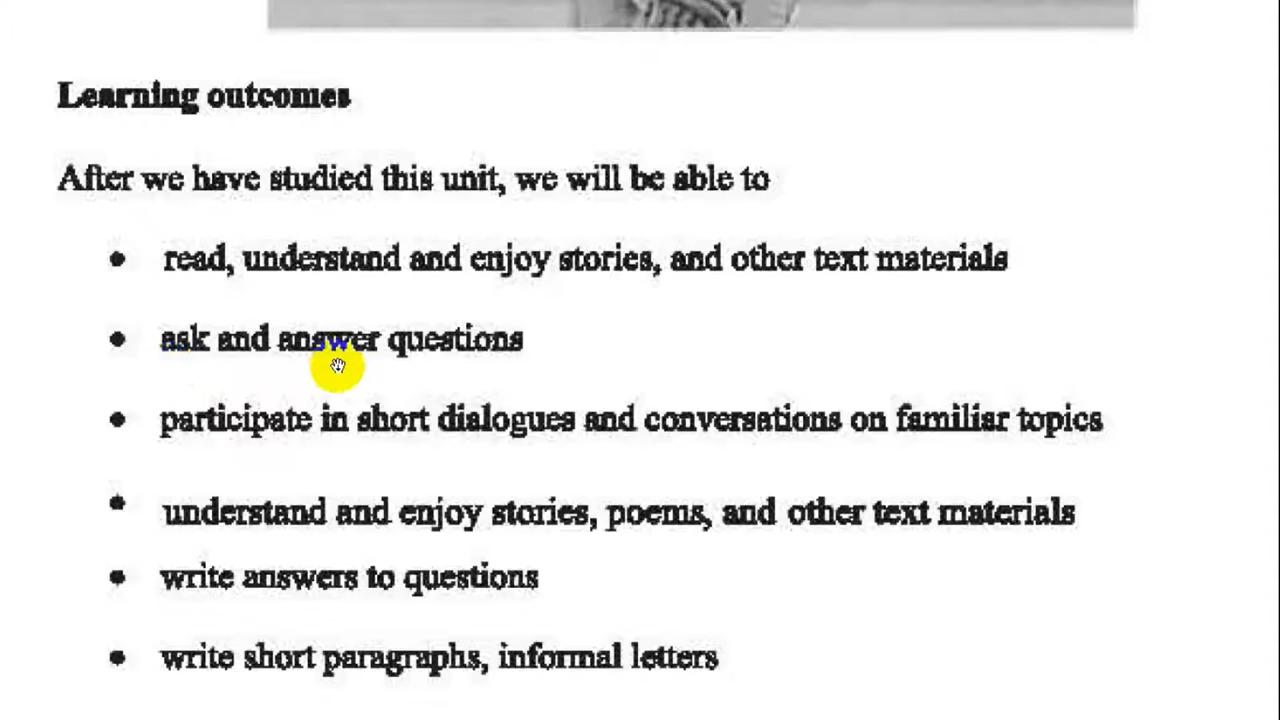 Learning outcomes
After we have studied this unit, we will be able to
• read, understand and enjoy stories, and other text materials
• ask and answer questions
• participate in short dialogues and conversations on familiar topics
• understand and enjoy stories, poems, and other text materials
• write answers to questions
• write short paragraphs, informal letters